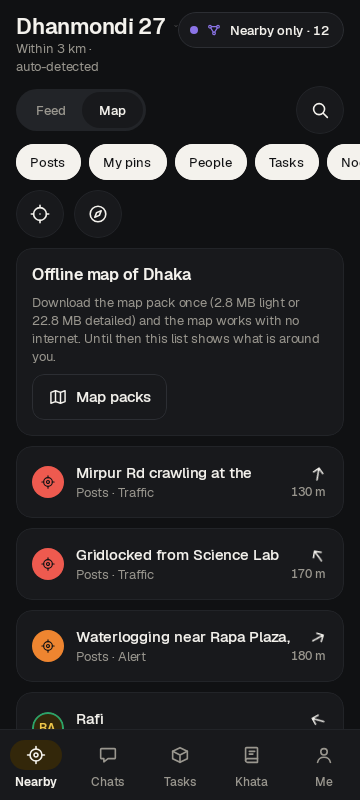 Dhanmondi 27
Nearby only · 12
Within 3 km ·
auto-detected
Feed
Map
Posts
My pins
People
Tasks
Offline map of Dhaka
Download the map pack once (2.8 MB light or
22.8 MB detailed) and the map works with no
internet. Until then this list shows what is around
you.
Map packs
Mirpur Rd crawling at the
Posts · Traffic
130 m
Gridlocked from Science Lab
Posts · Traffic
170 m
Waterlogging near Rapa Plaza,
Posts · Alert
180 m
Rafi
Nearby
Chats
Tasks
Khata
Me